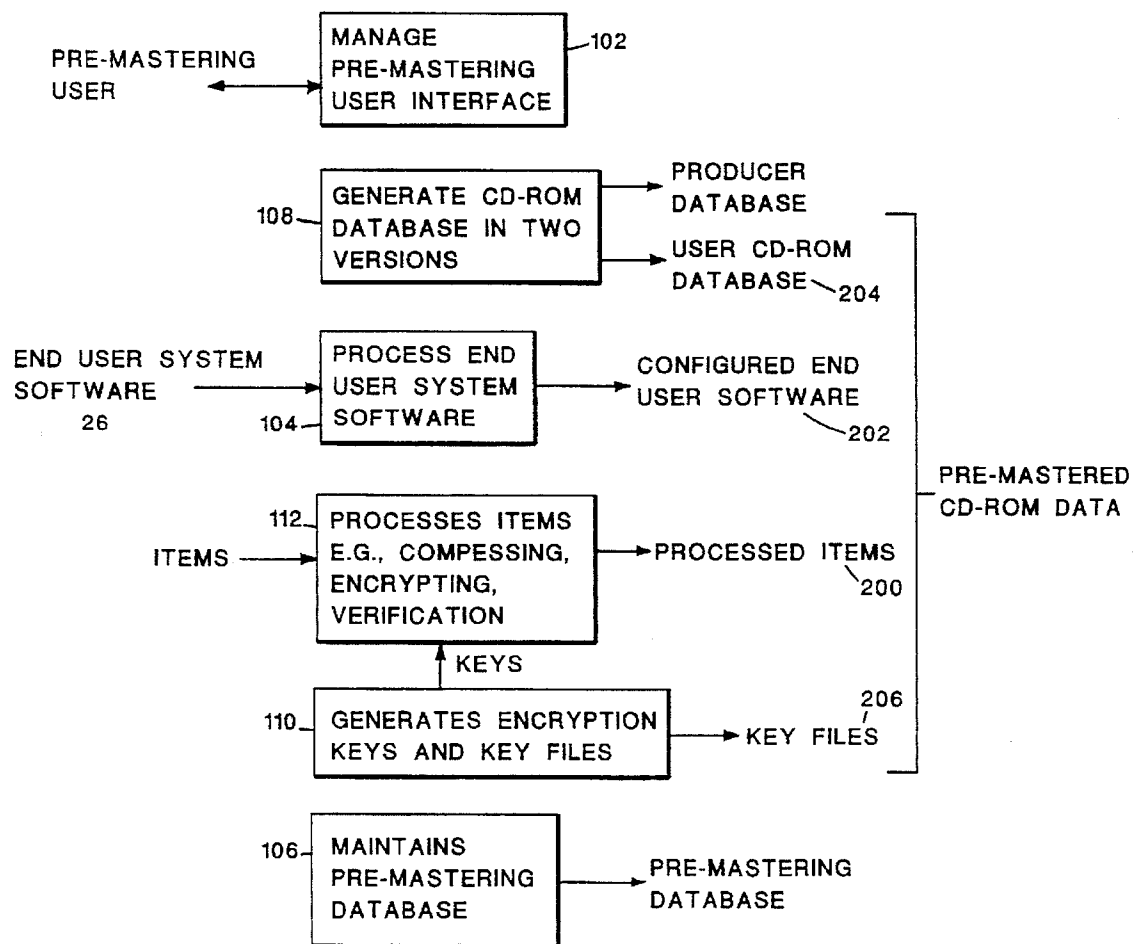 MANAGE
PRE-MASTERING
USER INTERFACE
102
PRE-MASTERING
USER
GENERATE CD-ROM
DATABASE IN TWO
VERSIONS
108
PRODUCER
DATABASE
USER CD-ROM
DATABASE
204
END USER SYSTEM
SOFTWARE
26
PROCESS END
USER SYSTEM
SOFTWARE
104
CONFIGURED END
USER SOFTWARE
202
PRE-MASTERED
CD-ROM DATA
112
PROCESSES ITEMS
E.G., COMPESSING,
ENCRYPTING,
VERIFICATION
ITEMS
PROCESSED ITEMS
200
KEYS
110
GENERATES ENCRYPTION
KEYS AND KEY FILES
206
KEY FILES
106
MAINTAINS
PRE-MASTERING
DATABASE
PRE-MASTERING
DATABASE